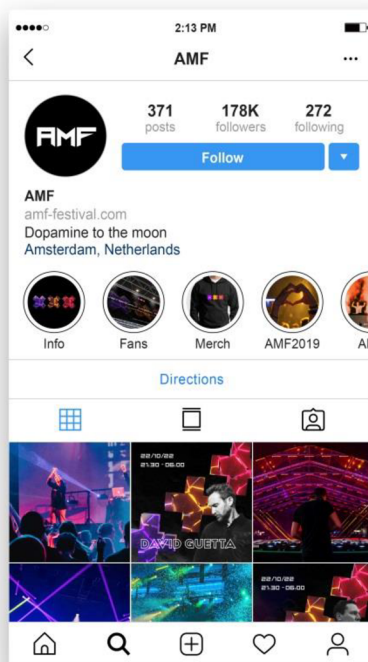 2:13 PM
AMF
AMF
371 178K 272
posts followers following
Follow
AMF
amf-festival.com
Dopamine to the moon
Amsterdam, Netherlands
Info Fans Merch AMF2019
Directions
22/10/22
21.30 - 06.00
DAVID GUETTA
22/10/22
21.30 - 06.00